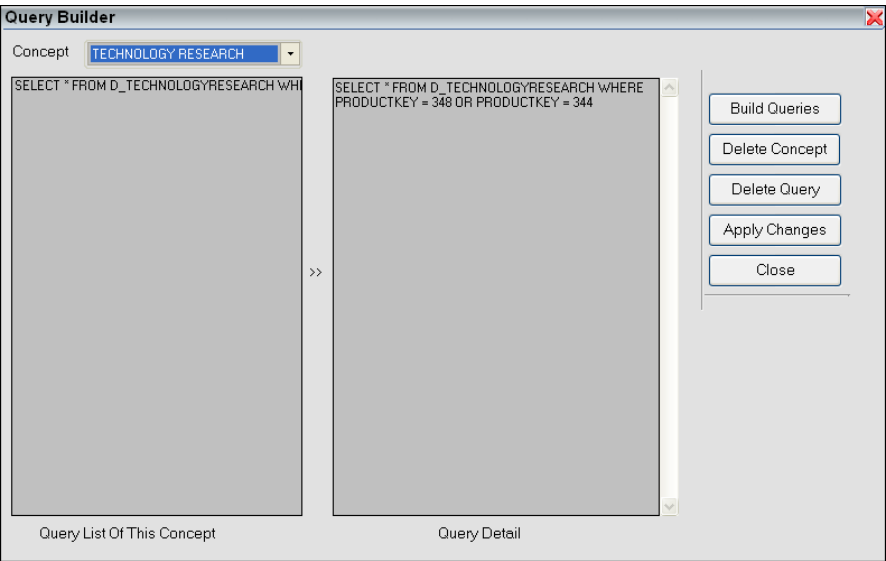 Query Builder
Concept TECHNOLOGY RESEARCH
SELECT * FROM D_TECHNOLOGYRESEARCH WHE
SELECT * FROM D_TECHNOLOGYRESEARCH WHERE
PRODUCTKEY = 348 OR PRODUCTKEY = 344
>>
Build Queries
Delete Concept
Delete Query
Apply Changes
Close
Query List Of This Concept
Query Detail